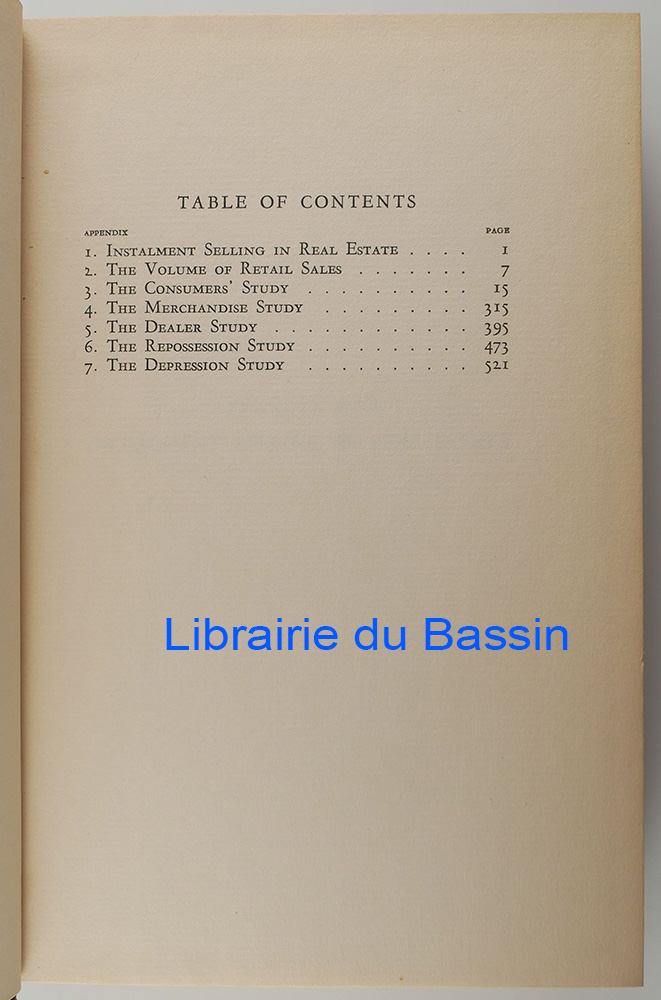 TABLE OF CONTENTS
APPENDIX PAGE
1. INSTALMENT SELLING IN REAL ESTATE . . . . 1
2. THE VOLUME OF RETAIL SALES . . . . . . . 7
3. THE CONSUMERS' STUDY . . . . . . . . . . 15
4. THE MERCHANDISE STUDY . . . . . . . . . 315
5. THE DEALER STUDY . . . . . . . . . . . . 395
6. THE REPOSSESSION STUDY . . . . . . . . . . 473
7. THE DEPRESSION STUDY . . . . . . . . . . 521
Librairie du Bassin